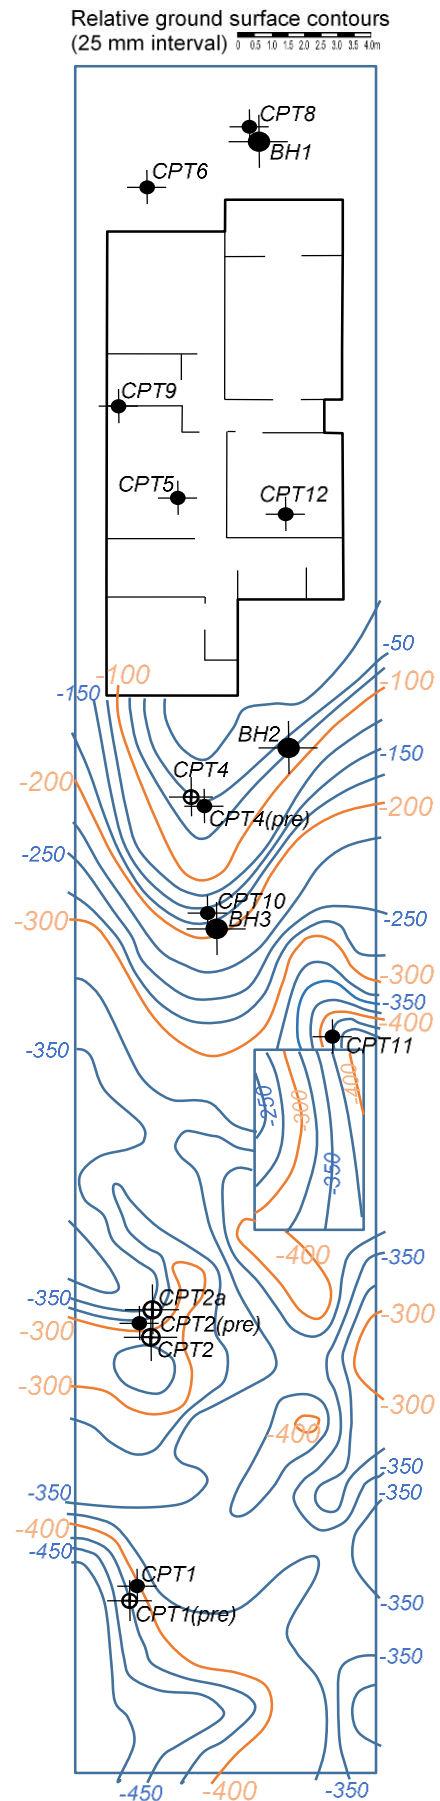 Relative ground surface contours
(25 mm interval)
0 0.5 1.0 1.5 2.0 2.5 3.0 3.5 4.0m
CPT8
BH1
CPT6
CPT9
CPT5
CPT12
-50
-100
-150
-100
BH2
-150
CPT4
-200
-200
CPT4(pre)
-250
CPT10
-300
BH3
-250
-300
-350
-400
CPT11
-350
-250
-300
-400
-350
-400
-350
-350
CPT2a
-300
CPT2(pre)
-300
CPT2
-300
-300
-400
-350
-350
-350
-400
-450
CPT1
-350
CPT1(pre)
-350
-450
-400
-350